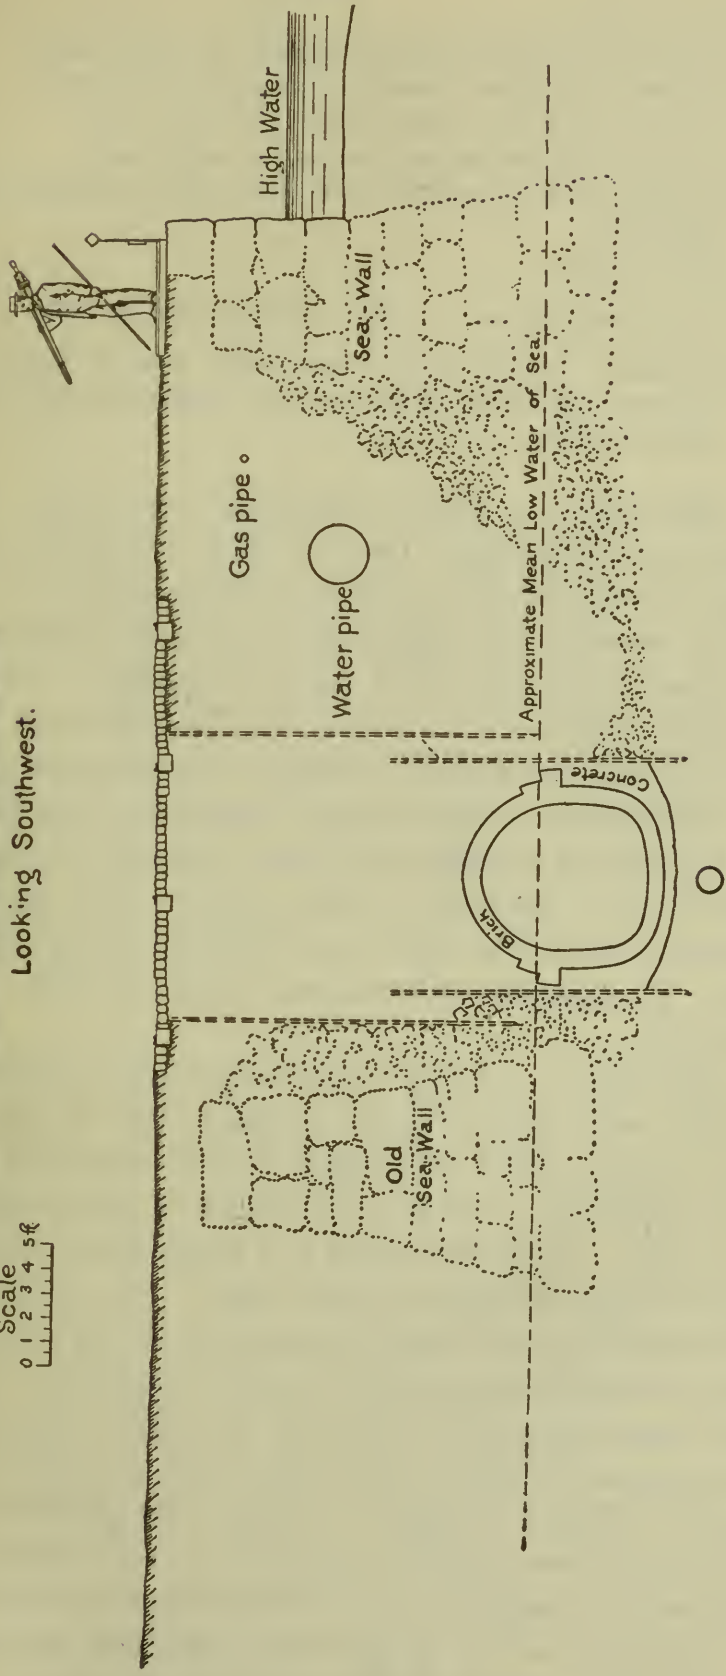 Looking Southwest.
Scale
0 1 2 3 4 5 ft
High Water
Gas pipe
Water pipe
Sea-Wall
Approximate Mean Low Water of Sea.
Old
Sea-Wall
Brick
Concrete